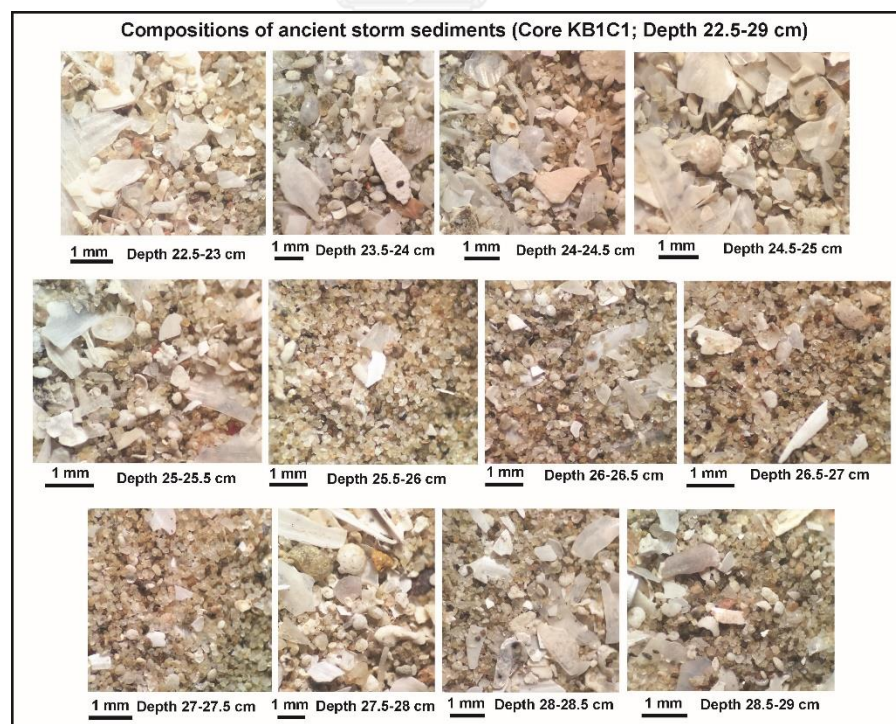 Compositions of ancient storm sediments (Core KB1C1; Depth 22.5-29 cm)
1 mm Depth 22.5-23 cm 1 mm Depth 23.5-24 cm 1 mm Depth 24-24.5 cm 1 mm Depth 24.5-25 cm
1 mm Depth 25-25.5 cm 1 mm Depth 25.5-26 cm 1 mm Depth 26-26.5 cm 1 mm Depth 26.5-27 cm
1 mm Depth 27-27.5 cm 1 mm Depth 27.5-28 cm 1 mm Depth 28-28.5 cm 1 mm Depth 28.5-29 cm